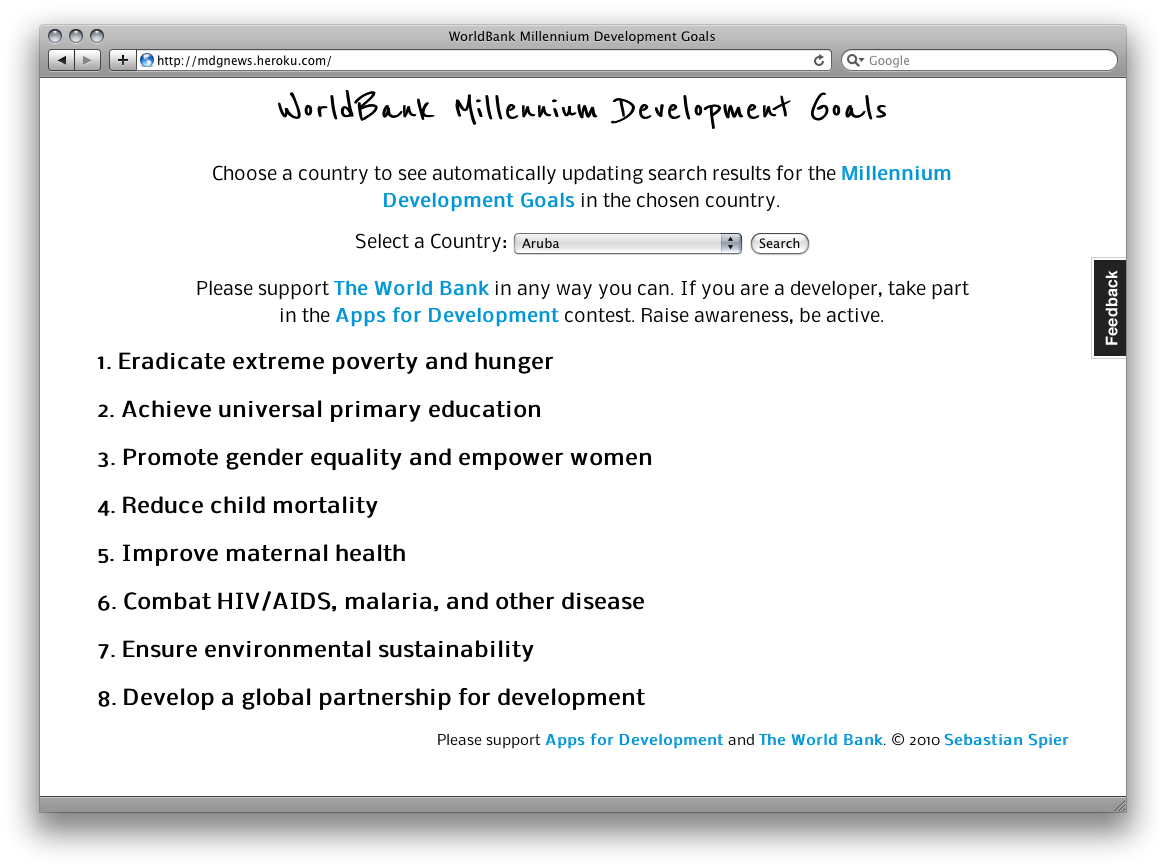 WorldBank Millennium Development Goals
http://mdgnews.heroku.com/
Google
WorldBank Millennium Development Goals
Choose a country to see automatically updating search results for the Millennium
Development Goals in the chosen country.
Select a Country: Aruba Search
Please support The World Bank in any way you can. If you are a developer, take part
in the Apps for Development contest. Raise awareness, be active.
Feedback
1. Eradicate extreme poverty and hunger
2. Achieve universal primary education
3. Promote gender equality and empower women
4. Reduce child mortality
5. Improve maternal health
6. Combat HIV/AIDS, malaria, and other disease
7. Ensure environmental sustainability
8. Develop a global partnership for development
Please support Apps for Development and The World Bank. © 2010 Sebastian Spier